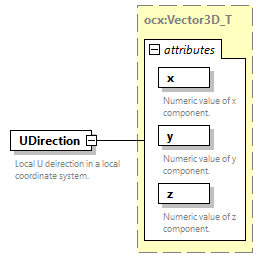 ocx:Vector3D_T
attributes
x
Numeric value of x
component.
UDirection
Local U deirection in a local
coordinate system.
y
Numeric value of y
component.
z
Numeric value of z
component.